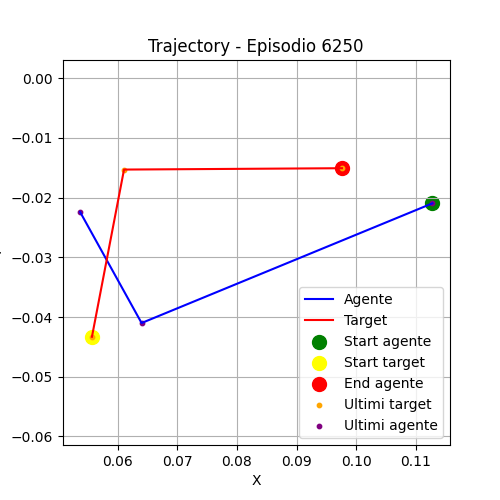 Trajectory - Episodio 6250
0.00
−0.01
−0.02
−0.03
−0.04
−0.05
−0.06
Agente
Target
Start agente
Start target
End agente
Ultimi target
Ultimi agente
0.06 0.07 0.08 0.09 0.10 0.11
X